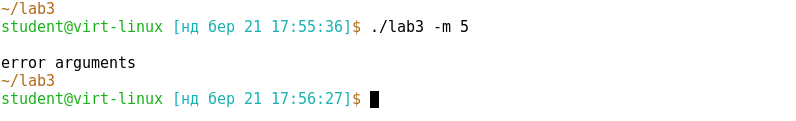 ~/lab3
student@virt-linux [нд бер 21 17:55:36]$ ./lab3 -m 5
error arguments
~/lab3
student@virt-linux [нд бер 21 17:56:27]$